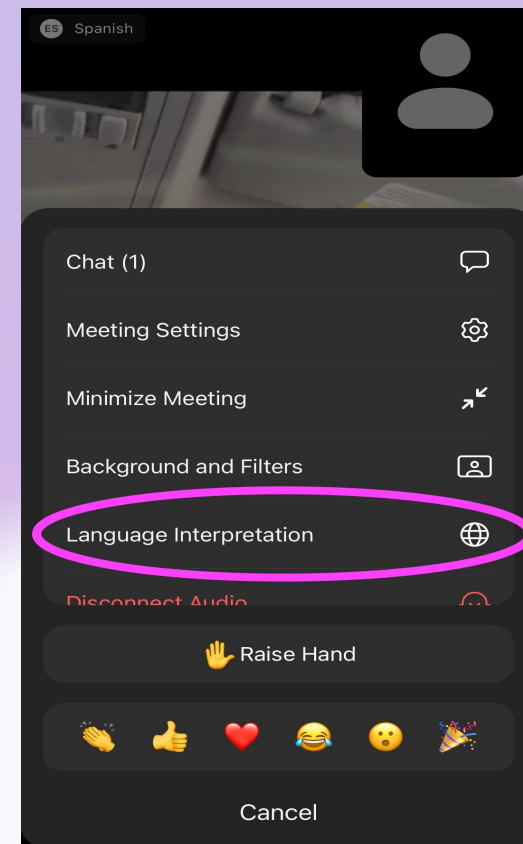 ES Spanish
Chat (1)
Meeting Settings
Minimize Meeting
Background and Filters
Language Interpretation
Disconnect Audio
Raise Hand
Cancel